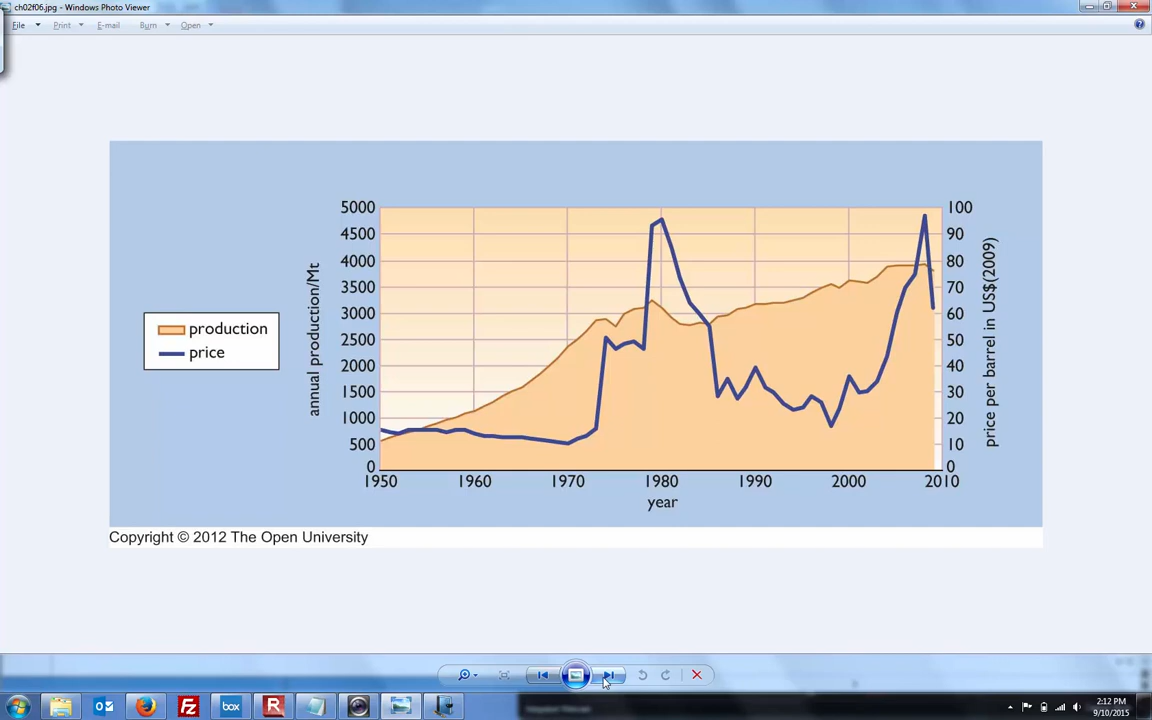 ch02f06.jpg - Windows Photo Viewer
File Print E-mail Burn Open
5000 100
4500 90
4000 80
3500 70
3000 60
2500 50
2000 40
1500 30
1000 20
500 10
0 0
1950 1960 1970 1980 1990 2000 2010
year
annual production/Mt
price per barrel in US$(2009)
production
price
Copyright © 2012 The Open University
box
R
2:12 PM
9/10/2015